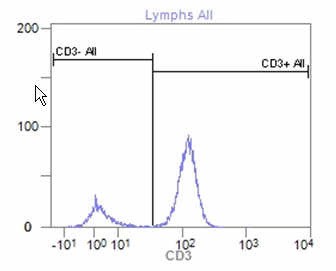 Lymphs All
200
CD3- All
CD3+ All
100
0
-10¹ 10⁰ 10¹ 10² 10³ 10⁴
CD3